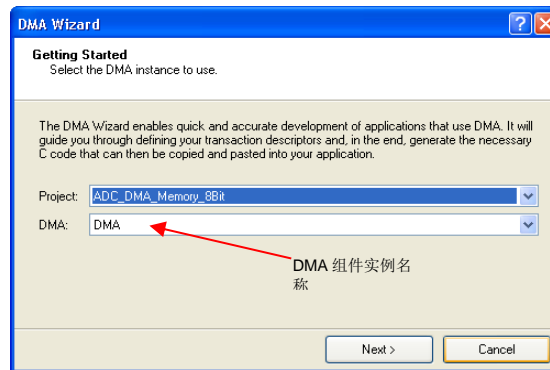 DMA Wizard
Getting Started
Select the DMA instance to use.
The DMA Wizard enables quick and accurate development of applications that use DMA. It will
guide you through defining your transaction descriptors and, in the end, generate the necessary
C code that can then be copied and pasted into your application.
Project: ADC_DMA_Memory_8Bit
DMA: DMA
DMA 组件实例名
称
Next >
Cancel